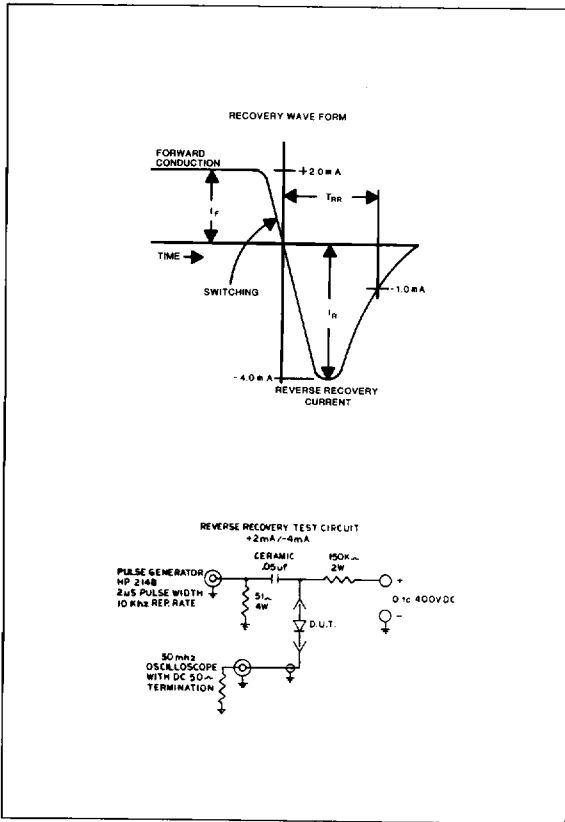 RECOVERY WAVE FORM
FORWARD
CONDUCTION
+2.0mA
TRR
IF
TIME
SWITCHING
-1.0mA
IR
-4.0mA
REVERSE RECOVERY
CURRENT
REVERSE RECOVERY TEST CIRCUIT
+2mA/-4mA
CERAMIC
.05uf
150K~
2W
PULSE GENERATOR
HP 214B
2uS PULSE WIDTH
10 Khz REP. RATE
51~
4W
+
0 to 400VDC
-
D.U.T.
50mhz
OSCILLOSCOPE
WITH DC 50~
TERMINATION